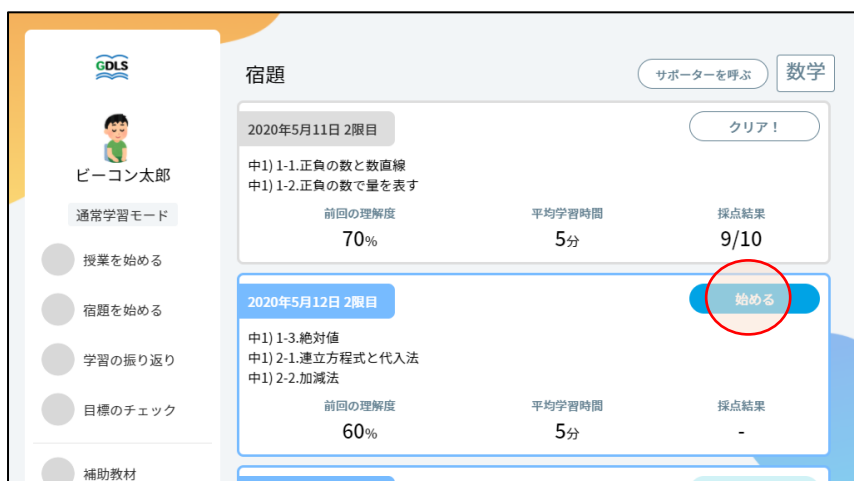 GDLS
ビーコン太郎
通常学習モード
授業を始める
宿題を始める
学習の振り返り
目標のチェック
補助教材
宿題
サポーターを呼ぶ
数学
2020年5月11日 2限目
クリア！
中1) 1-1.正負の数と数直線
中1) 1-2.正負の数で量を表す
前回の理解度 平均学習時間 採点結果
70% 5分 9/10
2020年5月12日 2限目
始める
中1) 1-3.絶対値
中1) 2-1.連立方程式と代入法
中1) 2-2.加減法
前回の理解度 平均学習時間 採点結果
60% 5分 -